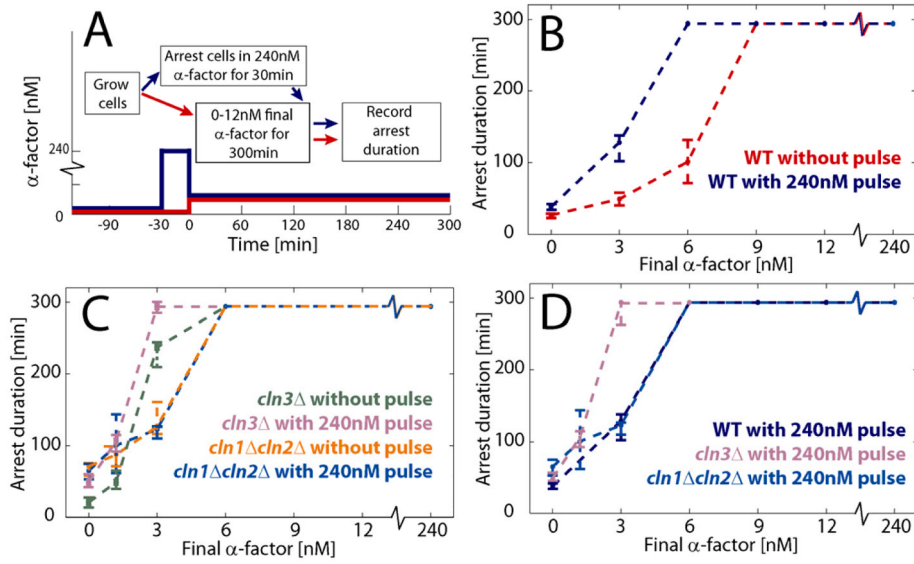 A
α-factor [nM]
240
0
Grow
cells
Arrest cells in 240nM
α-factor for 30min
0-12nM final
α-factor for
300min
Record
arrest
duration
-90 -30 0 60 120 180 240 300
Time [min]
B
Arrest duration [min]
300
200
100
0
WT without pulse
WT with 240nM pulse
0 3 6 9 12 240
Final α-factor [nM]
C
Arrest duration [min]
300
200
100
0
cln3Δ without pulse
cln3Δ with 240nM pulse
cln1Δcln2Δ without pulse
cln1Δcln2Δ with 240nM pulse
0 3 6 9 12 240
Final α-factor [nM]
D
Arrest duration [min]
300
200
100
0
WT with 240nM pulse
cln3Δ with 240nM pulse
cln1Δcln2Δ with 240nM pulse
0 3 6 9 12 240
Final α-factor [nM]